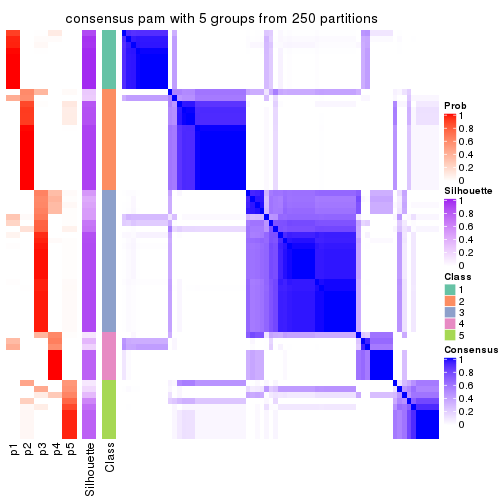 consensus pam with 5 groups from 250 partitions
Prob
1
0.8
0.6
0.4
0.2
0
Silhouette
1
0.8
0.6
0.4
0.2
0
Class
1
2
3
4
5
Consensus
1
0.8
0.6
0.4
0.2
0
p1
p2
p3
p4
p5
Silhouette
Class